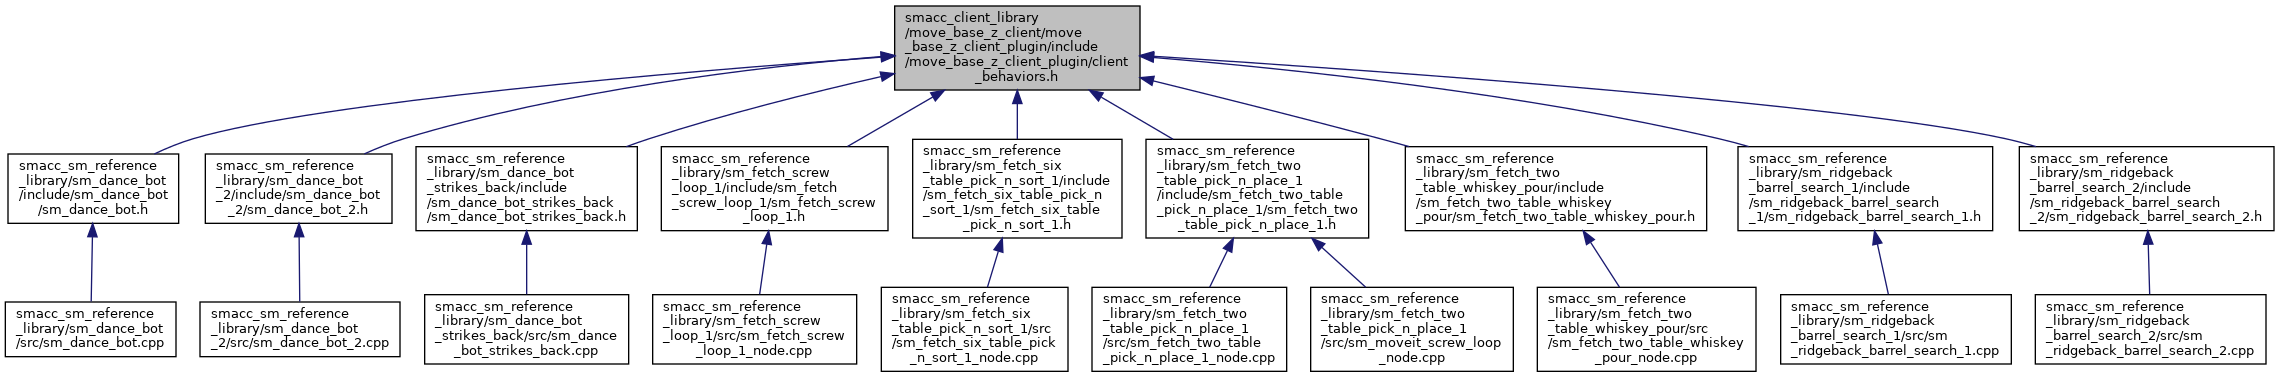 smacc_client_library
/move_base_z_client/move
_base_z_client_plugin/include
/move_base_z_client_plugin/client
_behaviors.h
smacc_sm_reference
_library/sm_dance_bot
/include/sm_dance_bot
/sm_dance_bot.h
smacc_sm_reference
_library/sm_dance_bot
_2/include/sm_dance_bot
_2/sm_dance_bot_2.h
smacc_sm_reference
_library/sm_dance_bot
_strikes_back/include
/sm_dance_bot_strikes_back
/sm_dance_bot_strikes_back.h
smacc_sm_reference
_library/sm_fetch_screw
_loop_1/include/sm_fetch
_screw_loop_1/sm_fetch_screw
_loop_1.h
smacc_sm_reference
_library/sm_fetch_six
_table_pick_n_sort_1/include
/sm_fetch_six_table_pick_n
_sort_1/sm_fetch_six_table
_pick_n_sort_1.h
smacc_sm_reference
_library/sm_fetch_two
_table_pick_n_place_1
/include/sm_fetch_two_table
_pick_n_place_1/sm_fetch_two
_table_pick_n_place_1.h
smacc_sm_reference
_library/sm_fetch_two
_table_whiskey_pour/include
/sm_fetch_two_table_whiskey
_pour/sm_fetch_two_table_whiskey_pour.h
smacc_sm_reference
_library/sm_ridgeback
_barrel_search_1/include
/sm_ridgeback_barrel_search
_1/sm_ridgeback_barrel_search_1.h
smacc_sm_reference
_library/sm_ridgeback
_barrel_search_2/include
/sm_ridgeback_barrel_search
_2/sm_ridgeback_barrel_search_2.h
smacc_sm_reference
_library/sm_dance_bot
/src/sm_dance_bot.cpp
smacc_sm_reference
_library/sm_dance_bot
_2/src/sm_dance_bot_2.cpp
smacc_sm_reference
_library/sm_dance_bot
_strikes_back/src/sm_dance
_bot_strikes_back.cpp
smacc_sm_reference
_library/sm_fetch_screw
_loop_1/src/sm_fetch_screw
_loop_1_node.cpp
smacc_sm_reference
_library/sm_fetch_six
_table_pick_n_sort_1/src
/sm_fetch_six_table_pick
_n_sort_1_node.cpp
smacc_sm_reference
_library/sm_fetch_two
_table_pick_n_place_1
/src/sm_fetch_two_table
_pick_n_place_1_node.cpp
smacc_sm_reference
_library/sm_fetch_two
_table_pick_n_place_1
/src/sm_moveit_screw_loop
_node.cpp
smacc_sm_reference
_library/sm_fetch_two
_table_whiskey_pour/src
/sm_fetch_two_table_whiskey
_pour_node.cpp
smacc_sm_reference
_library/sm_ridgeback
_barrel_search_1/src/sm
_ridgeback_barrel_search_1.cpp
smacc_sm_reference
_library/sm_ridgeback
_barrel_search_2/src/sm
_ridgeback_barrel_search_2.cpp